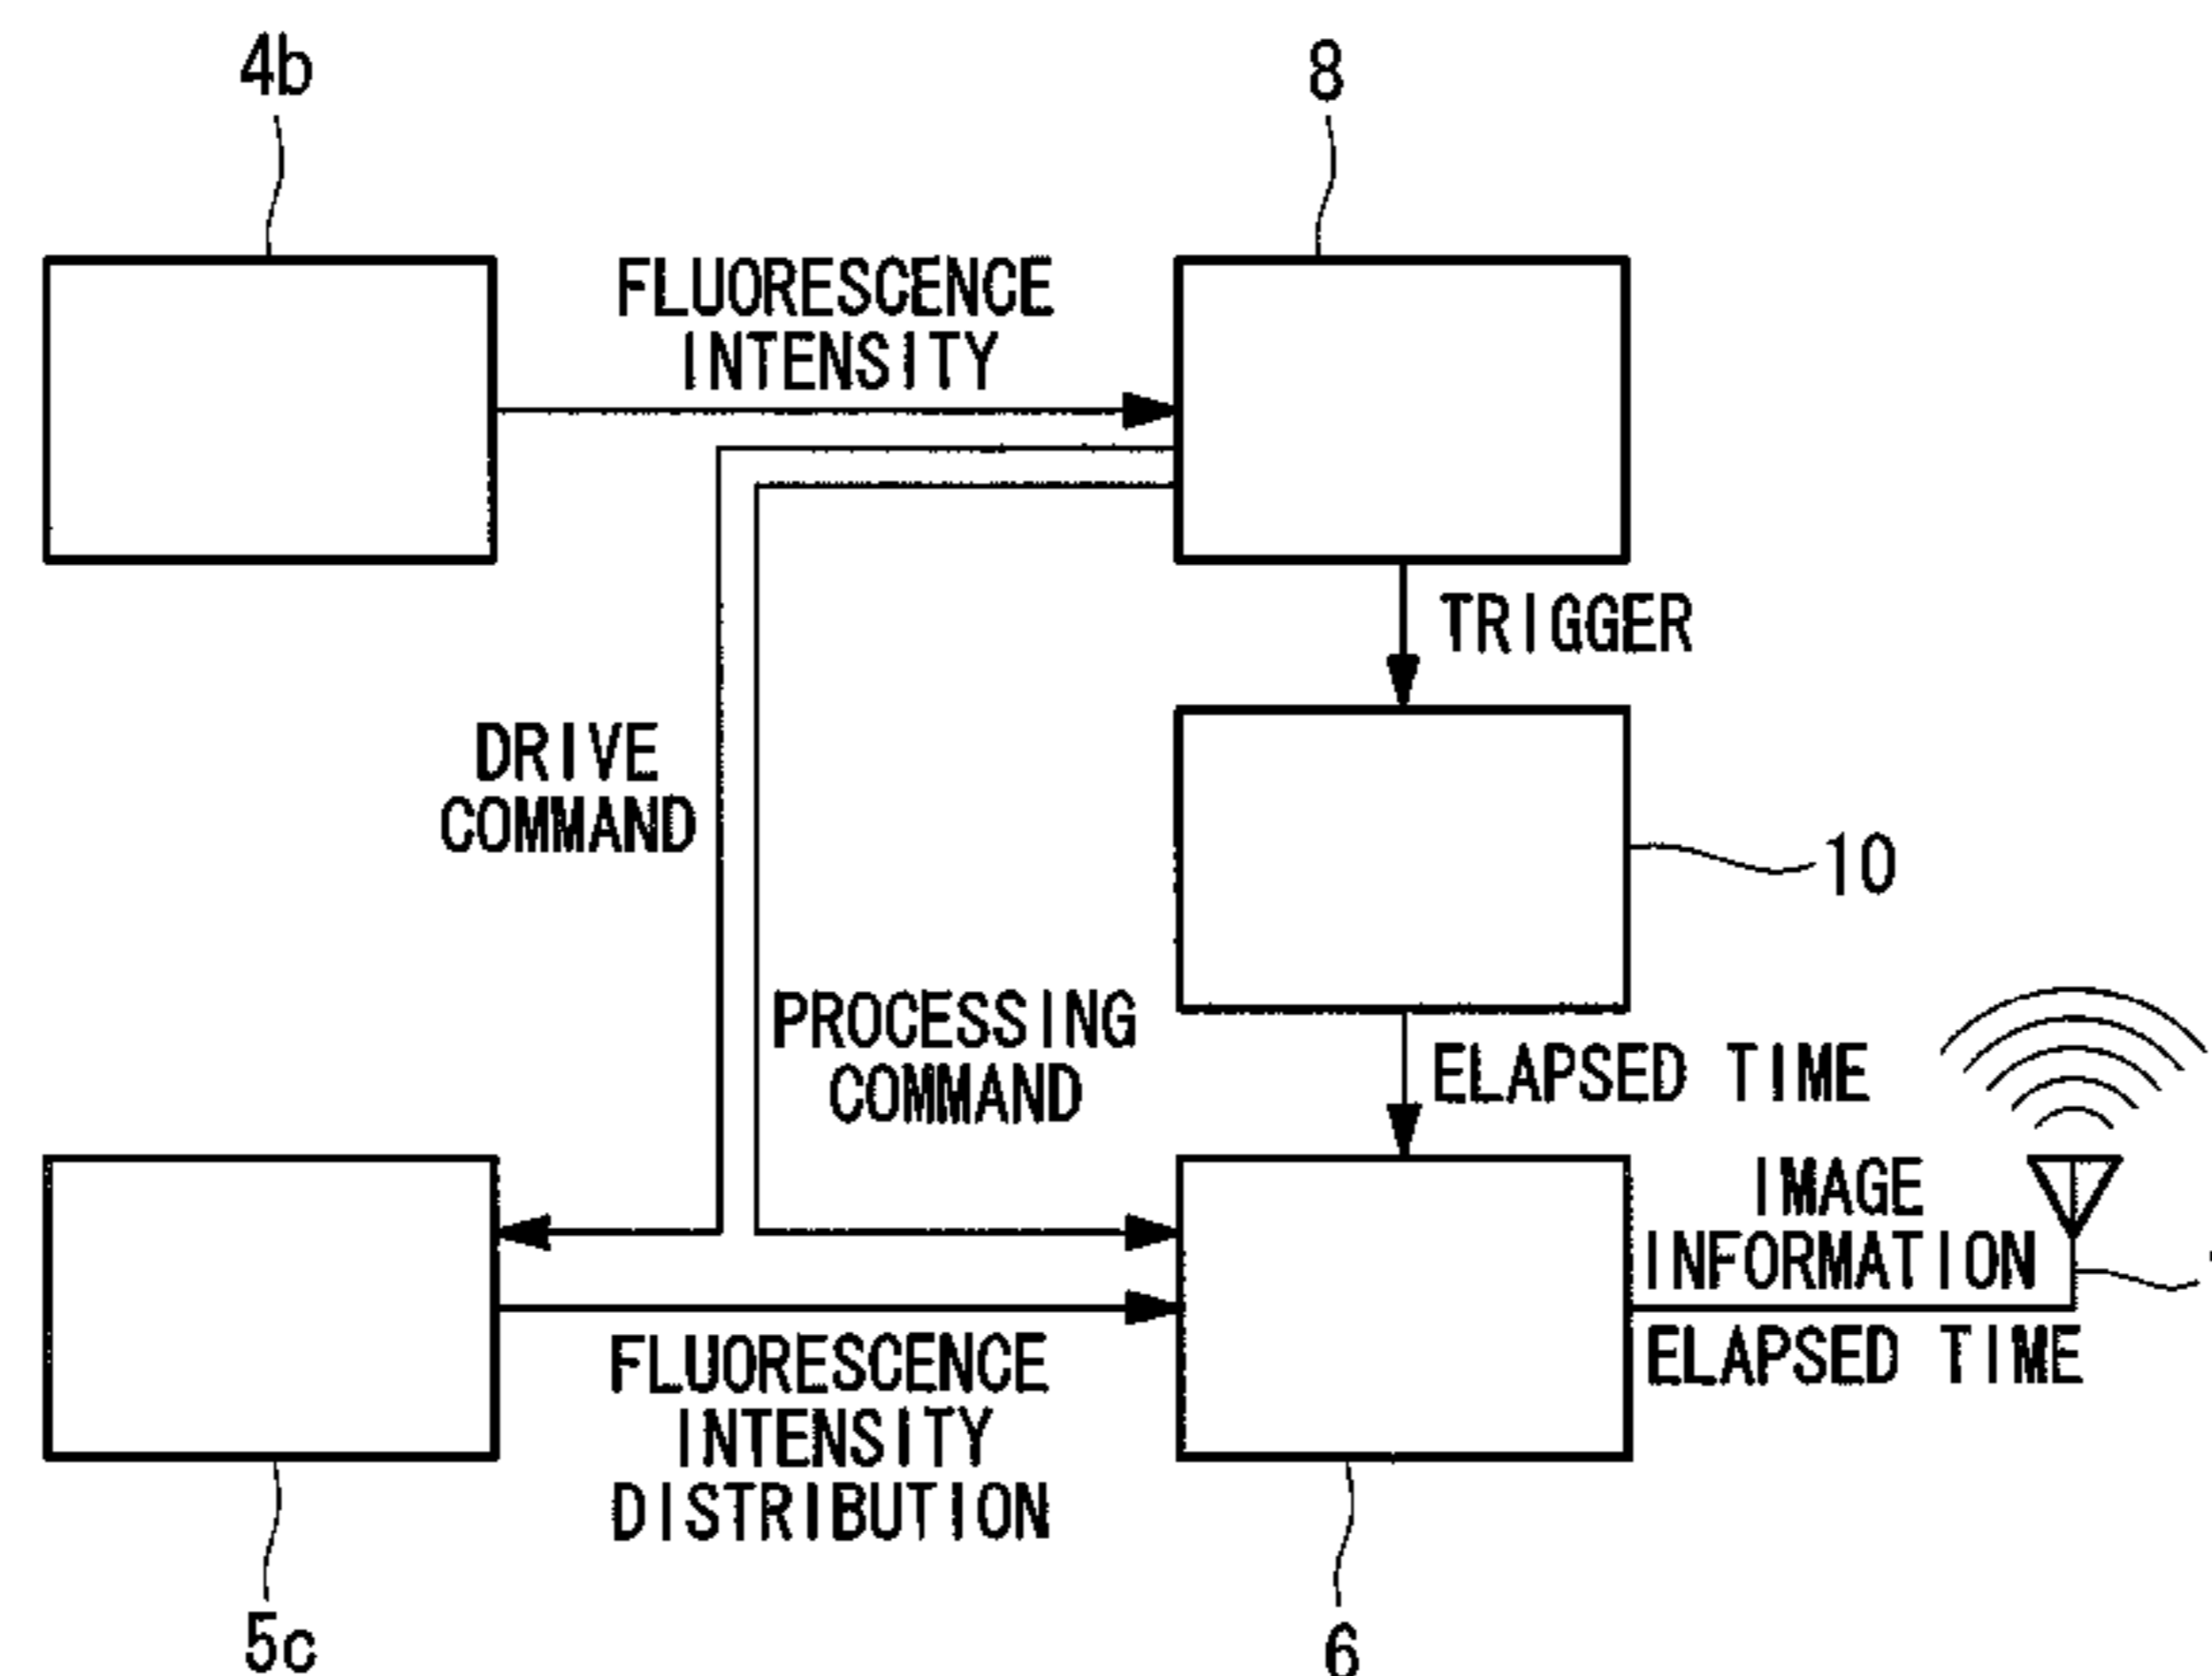 4b
8
FLUORESCENCE
INTENSITY
TRIGGER
DRIVE
COMMAND
10
PROCESSING
COMMAND
ELAPSED TIME
IMAGE
INFORMATION
ELAPSED TIME
FLUORESCENCE
INTENSITY
DISTRIBUTION
5c
6